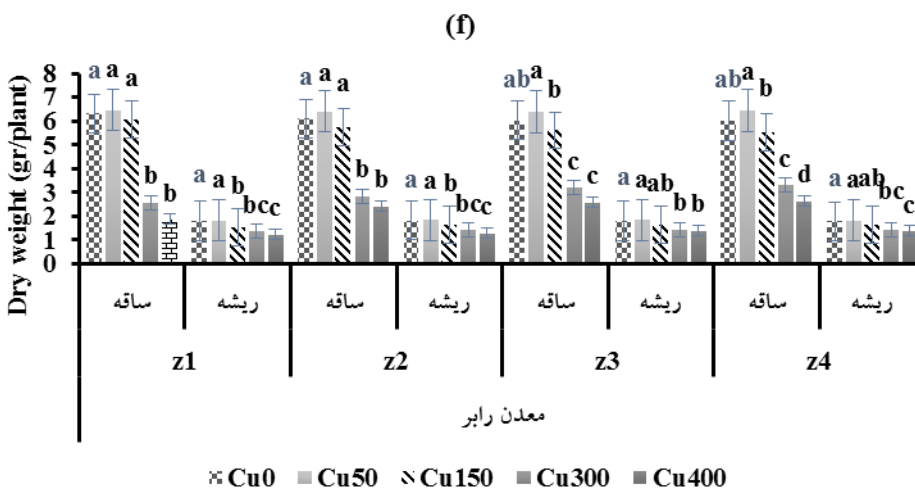 (f)
Dry weight (gr/plant)
8
7
6
5
4
3
2
1
0
a a a b b a a b bc c a a a b b a a b bc c ab a b c c a a ab b b ab a b c d a a ab bc c
ساقه ریشه ساقه ریشه ساقه ریشه ساقه ریشه
z1 z2 z3 z4
معدن رابر
Cu0 Cu50 Cu150 Cu300 Cu400